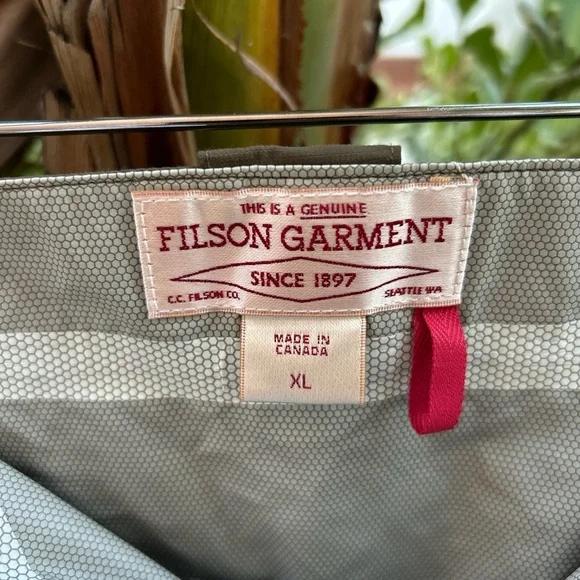 THIS IS A GENUINE
FILSON GARMENT
SINCE 1897
C.C. FILSON CO. SEATTLE WA
MADE IN
CANADA
XL